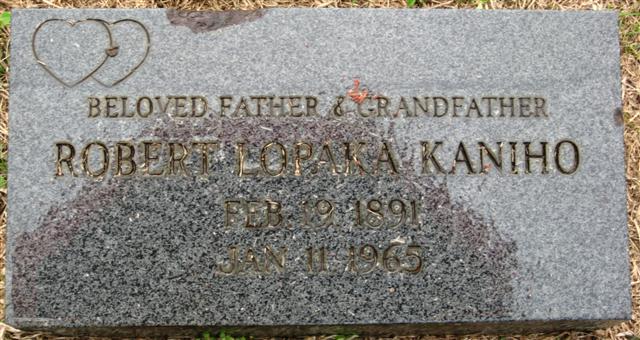 BELOVED FATHER & GRANDFATHER
ROBERT LOPAKA KANIHO
FEB. 19. 1891
JAN 11. 1965